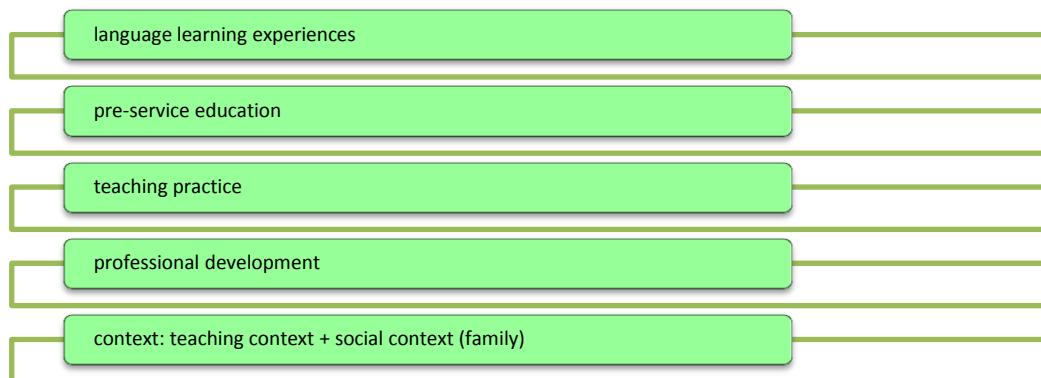 language learning experiences
pre-service education
teaching practice
professional development
context: teaching context + social context (family)